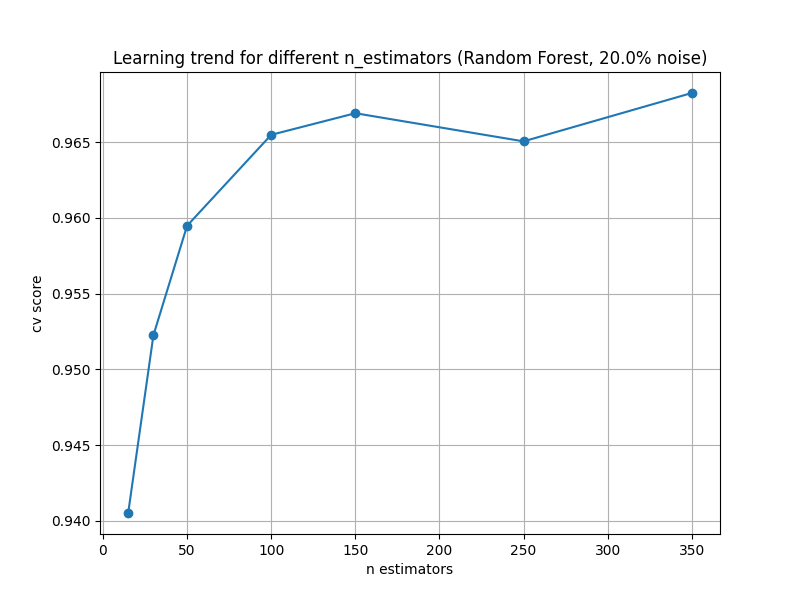 Learning trend for different n_estimators (Random Forest, 20.0% noise)
cv score
0.965
0.960
0.955
0.950
0.945
0.940
0 50 100 150 200 250 300 350
n estimators